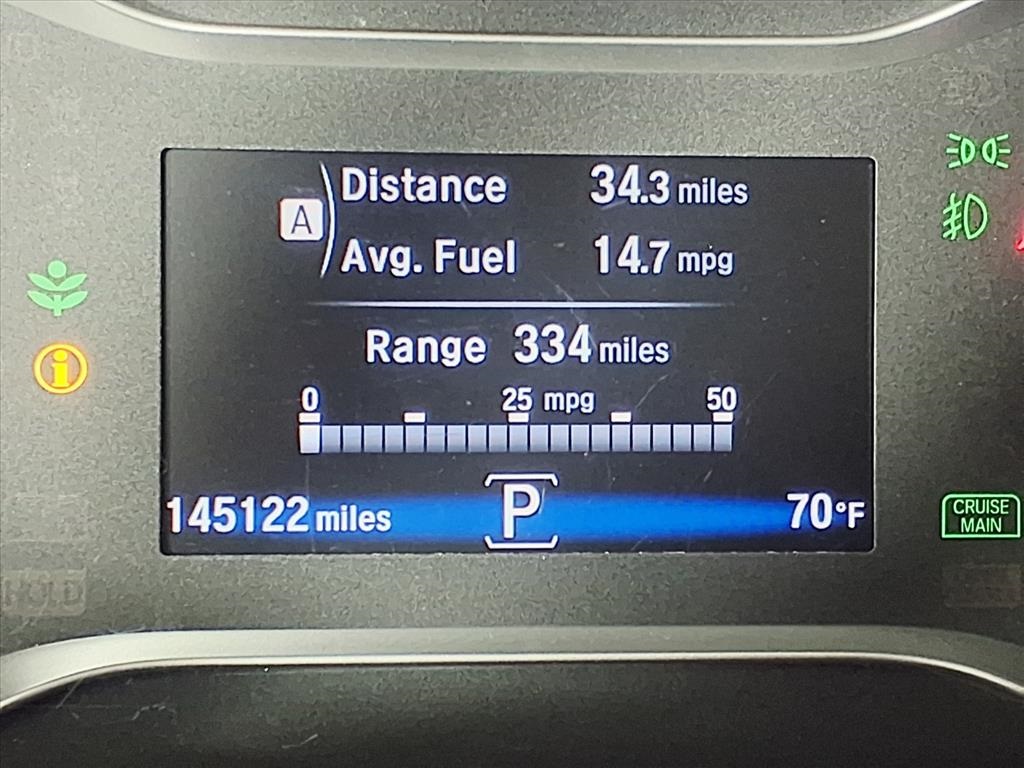 Distance 34.3 miles
A
Avg. Fuel 14.7 mpg
Range 334 miles
0 25 mpg 50
145122 miles P 70°F
i
CRUISE
MAIN
HOLD